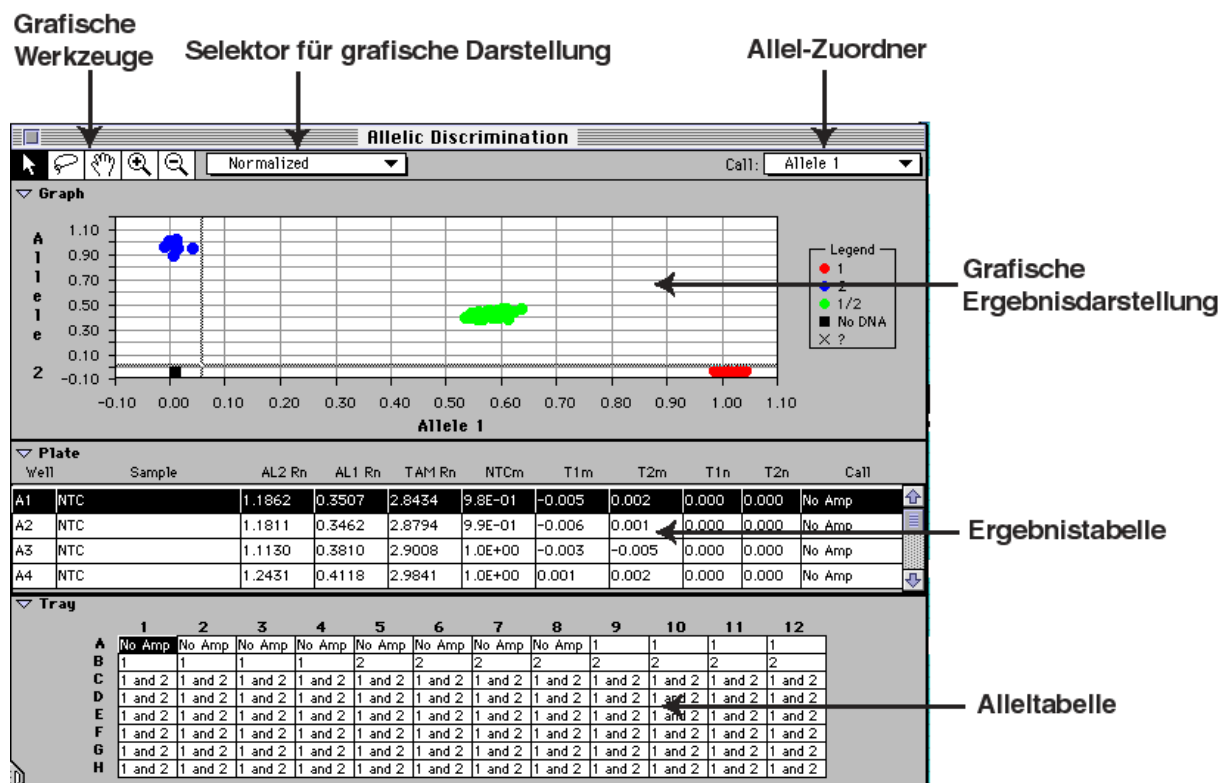 Grafische
Werkzeuge
Selektor für grafische Darstellung
Allel-Zuordner
Allelic Discrimination
Normalized
Call: Allele 1
Graph
Allele 2
1.10
0.90
0.70
0.50
0.30
0.10
-0.10
-0.10 0.00 0.10 0.20 0.30 0.40 0.50 0.60 0.70 0.80 0.90 1.00 1.10
Allele 1
Legend
1
2
1/2
No DNA
?
Grafische
Ergebnisdarstellung
Plate
Well Sample AL2 Rn AL1 Rn TAM Rn NTCm T1m T2m T1n T2n Call
A1 NTC 1.1862 0.3507 2.8434 9.8E-01 -0.005 0.002 0.000 0.000 No Amp
A2 NTC 1.1811 0.3462 2.8794 9.9E-01 -0.006 0.001 0.000 0.000 No Amp
A3 NTC 1.1130 0.3810 2.9008 1.0E+00 -0.003 -0.005 0.000 0.000 No Amp
A4 NTC 1.2431 0.4118 2.9841 1.0E+00 0.001 0.002 0.000 0.000 No Amp
Ergebnistabelle
Tray
1 2 3 4 5 6 7 8 9 10 11 12
A No Amp No Amp No Amp No Amp No Amp No Amp No Amp No Amp 1 1 1 1
B 1 1 1 1 2 2 2 2 2 2 2 2
C 1 and 2 1 and 2 1 and 2 1 and 2 1 and 2 1 and 2 1 and 2 1 and 2 1 and 2 1 and 2 1 and 2 1 and 2
D 1 and 2 1 and 2 1 and 2 1 and 2 1 and 2 1 and 2 1 and 2 1 and 2 1 and 2 1 and 2 1 and 2 1 and 2
E 1 and 2 1 and 2 1 and 2 1 and 2 1 and 2 1 and 2 1 and 2 1 and 2 1 and 2 1 and 2 1 and 2 1 and 2
F 1 and 2 1 and 2 1 and 2 1 and 2 1 and 2 1 and 2 1 and 2 1 and 2 1 and 2 1 and 2 1 and 2 1 and 2
G 1 and 2 1 and 2 1 and 2 1 and 2 1 and 2 1 and 2 1 and 2 1 and 2 1 and 2 1 and 2 1 and 2 1 and 2
H 1 and 2 1 and 2 1 and 2 1 and 2 1 and 2 1 and 2 1 and 2 1 and 2 1 and 2 1 and 2 1 and 2 1 and 2
Alleltabelle